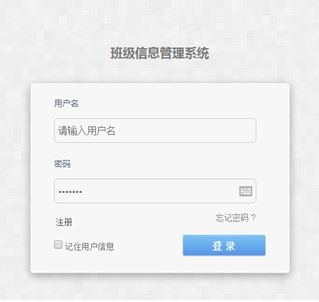 班级信息管理系统
用户名
请输入用户名
密码
•••••••
注册
忘记密码？
记住用户信息
登 录